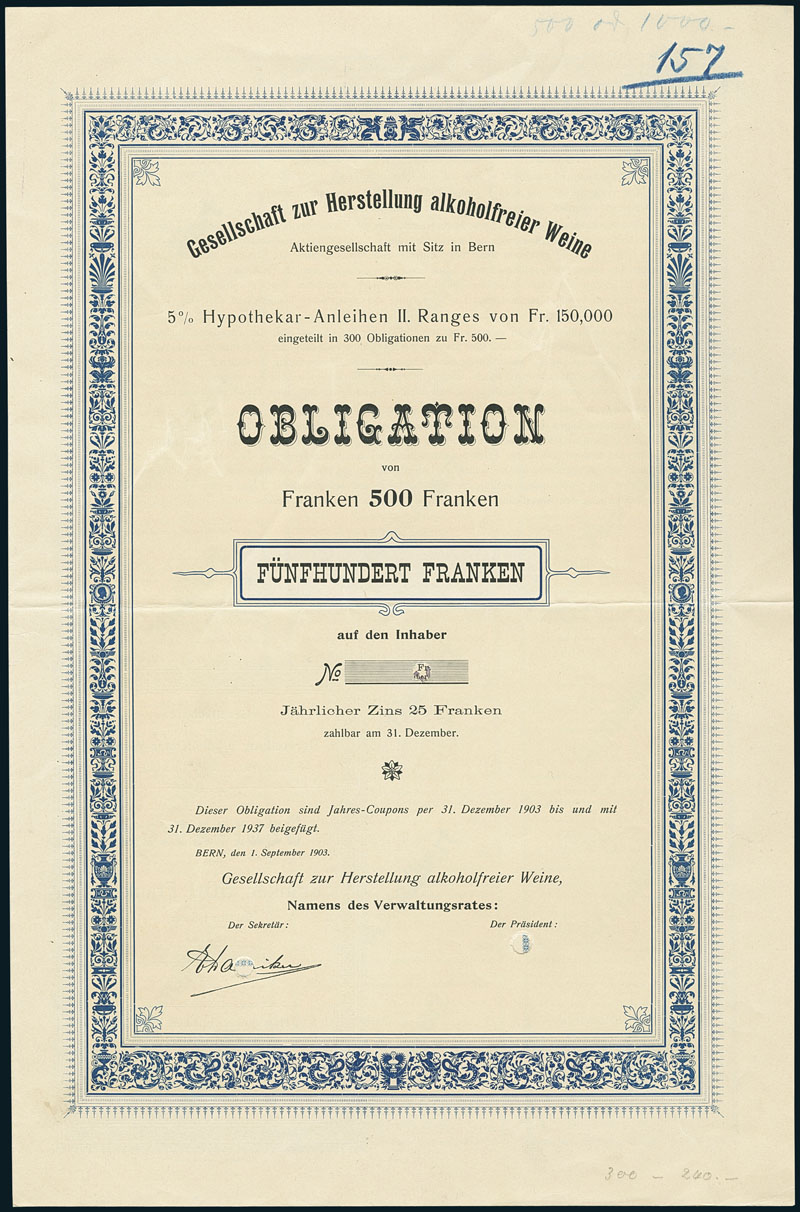 500 od 1000.-
157
Gesellschaft zur Herstellung alkoholfreier Weine
Aktiengesellschaft mit Sitz in Bern
5% Hypothekar-Anleihen II. Ranges von Fr. 150,000
eingeteilt in 300 Obligationen zu Fr. 500. —
OBLIGATION
von
Franken 500 Franken
FÜNFHUNDERT FRANKEN
auf den Inhaber
No
Jährlicher Zins 25 Franken
zahlbar am 31. Dezember.
Dieser Obligation sind Jahres-Coupons per 31. Dezember 1903 bis und mit
31. Dezember 1937 beigefügt.
BERN, den 1. September 1903.
Gesellschaft zur Herstellung alkoholfreier Weine,
Namens des Verwaltungsrates:
Der Sekretär: Der Präsident:
300 - 200.-